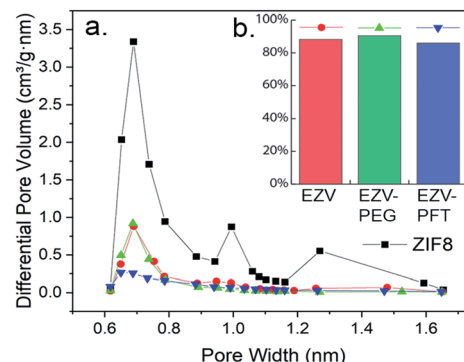 a.
b.
Differential Pore Volume (cm³/g·nm)
3.5
3.0
2.5
2.0
1.5
1.0
0.5
0.0
0.6
0.8
1.0
1.2
1.4
1.6
Pore Width (nm)
100%
80%
60%
40%
20%
0%
EZV
EZV-
PEG
EZV-
PFT
ZIF8